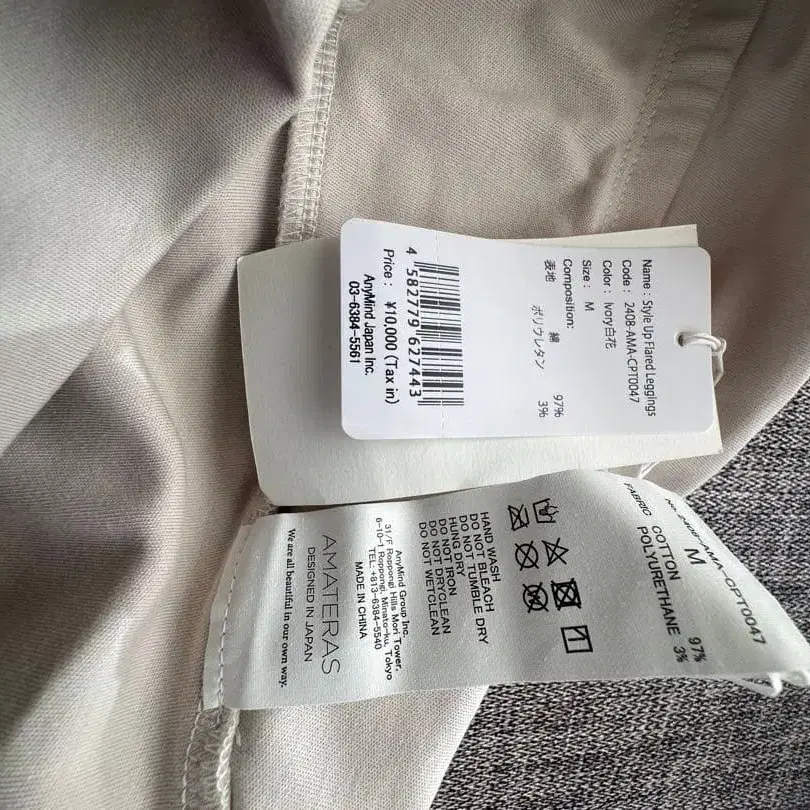 Name : Style Up Flared Leggings
Code : 2408-AMA-CPT0047
Color : Ivory白花
Size : M
Composition:
表地 綿 97%
ポリウレタン 3%
4 582779 627443
Price : ¥10,000 (Tax in)
AnyMind Japan Inc.
03-6384-5561
No.2408-AMA-CPT0047
M
FABRIC
COTTON 97%
POLYURETHANE 3%
HAND WASH
DO NOT BLEACH
DO NOT TUMBLE DRY
HUNG DRY
DO NOT IRON
DO NOT DRYCLEAN
DO NOT WETCLEAN
AnyMind Group Inc.
31/F Roppongi Hills Mori Tower,
6-10-1 Roppongi, Minato-ku, Tokyo
TEL:+813-6384-5540
MADE IN CHINA
AMATERAS
DESIGNED IN JAPAN
We are all beautiful in our own way.